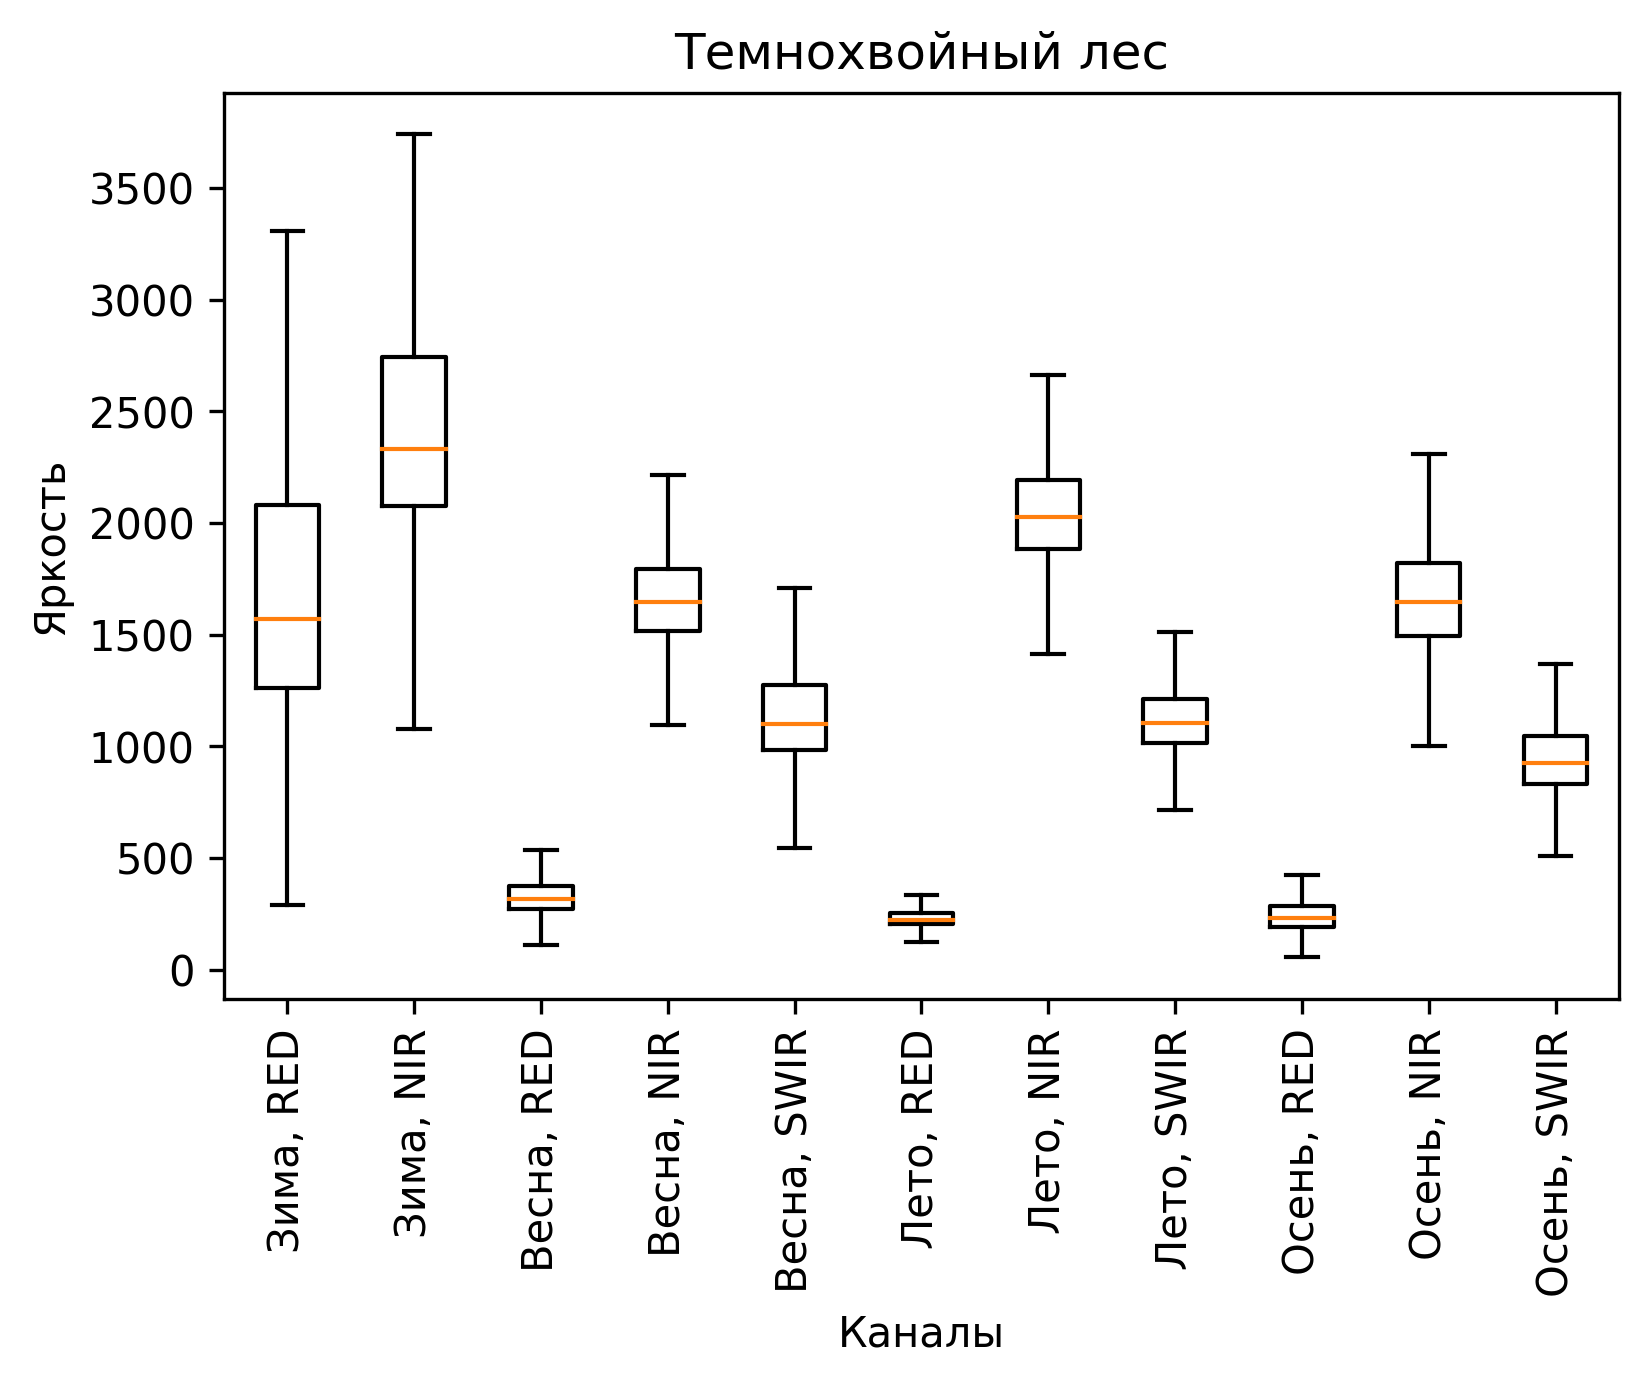 Темнохвойный лес
Яркость
3500
3000
2500
2000
1500
1000
500
0
Зима, RED
Зима, NIR
Весна, RED
Весна, NIR
Весна, SWIR
Лето, RED
Лето, NIR
Лето, SWIR
Осень, RED
Осень, NIR
Осень, SWIR
Каналы